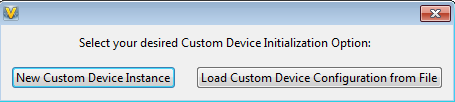 Select your desired Custom Device Initialization Option:
New Custom Device Instance
Load Custom Device Configuration from File